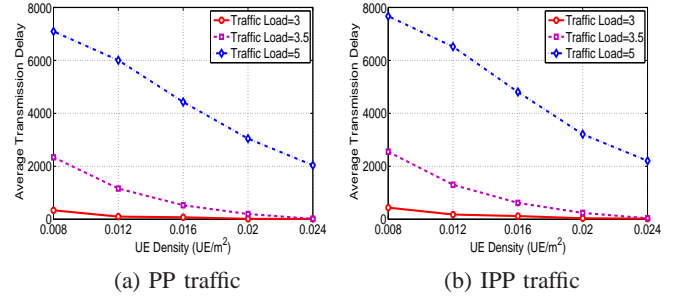 8000
6000
4000
2000
0
Average Transmission Delay
Traffic Load=3
Traffic Load=3.5
Traffic Load=5
0.008 0.012 0.016 0.02 0.024
UE Density (UE/m²)
(a) PP traffic
8000
6000
4000
2000
0
Average Transmission Delay
Traffic Load=3
Traffic Load=3.5
Traffic Load=5
0.008 0.012 0.016 0.02 0.024
UE Density (UE/m²)
(b) IPP traffic